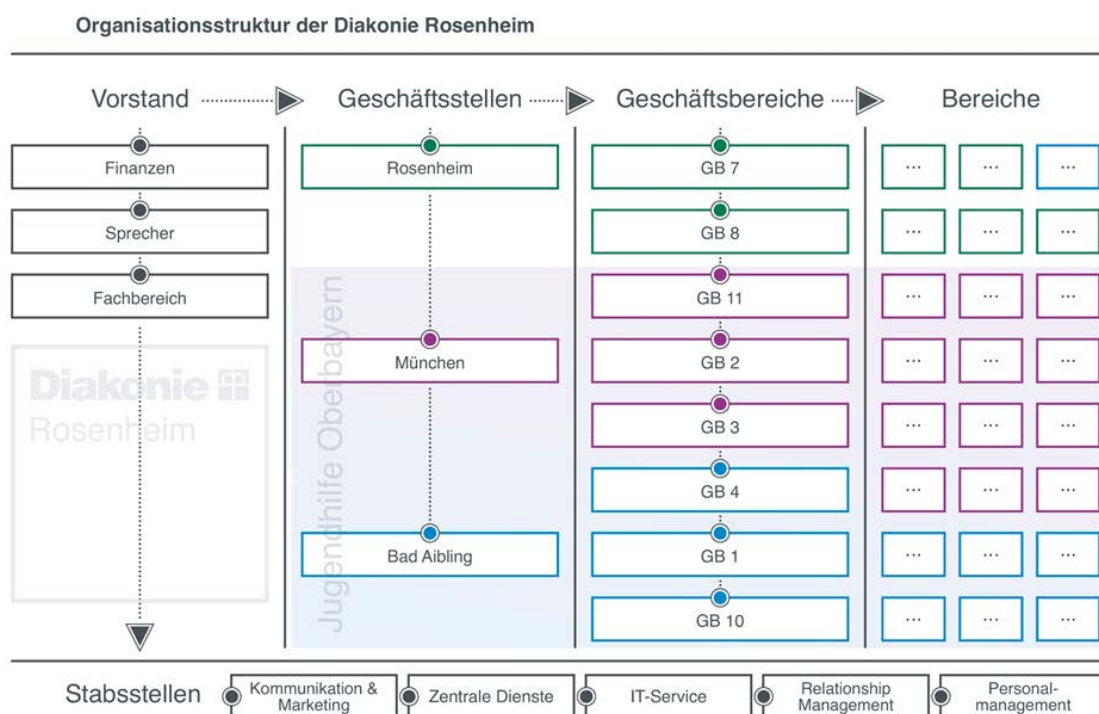 Organisationsstruktur der Diakonie Rosenheim
Vorstand
Geschäftsstellen
Geschäftsbereiche
Bereiche
Finanzen
Rosenheim
GB 7
... ... ...
Sprecher
GB 8
... ... ...
Fachbereich
GB 11
... ... ...
München
GB 2
... ... ...
Diakonie
Rosenheim
Jugendhilfe Oberbayern
GB 3
... ... ...
GB 4
... ... ...
Bad Aibling
GB 1
... ... ...
GB 10
... ... ...
Stabsstellen
Kommunikation &
Marketing
Zentrale Dienste
IT-Service
Relationship
Management
Personal-
management